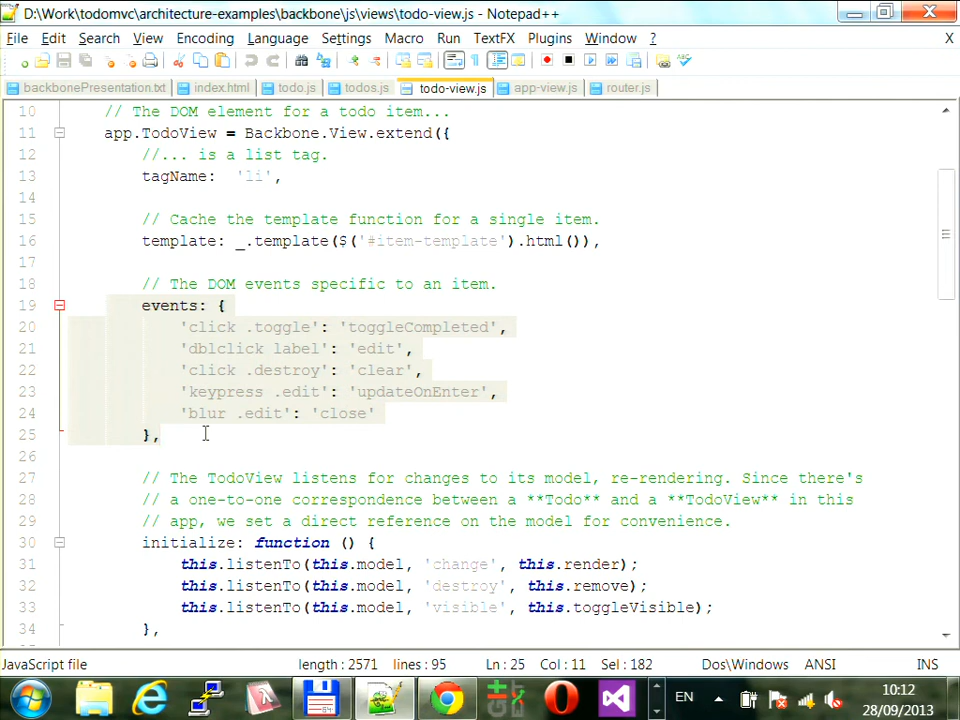 D:\Work\todomvc\architecture-examples\backbone\js\views\todo-view.js - Notepad++
File Edit Search View Encoding Language Settings Macro Run TextFX Plugins Window ? X
backbonePresentation.txt index.html todo.js todos.js todo-view.js app-view.js router.js
10 // The DOM element for a todo item...
11 app.TodoView = Backbone.View.extend({
12 //... is a list tag.
13 tagName: 'li',
14
15 // Cache the template function for a single item.
16 template: _.template($('#item-template').html()),
17
18 // The DOM events specific to an item.
19 events: {
20 'click .toggle': 'toggleCompleted',
21 'dblclick label': 'edit',
22 'click .destroy': 'clear',
23 'keypress .edit': 'updateOnEnter',
24 'blur .edit': 'close'
25 },
26
27 // The TodoView listens for changes to its model, re-rendering. Since there's
28 // a one-to-one correspondence between a **Todo** and a **TodoView** in this
29 // app, we set a direct reference on the model for convenience.
30 initialize: function () {
31 this.listenTo(this.model, 'change', this.render);
32 this.listenTo(this.model, 'destroy', this.remove);
33 this.listenTo(this.model, 'visible', this.toggleVisible);
34 },
JavaScript file length : 2571 lines : 95 Ln : 25 Col : 11 Sel : 182 Dos\Windows ANSI INS
EN 10:12
28/09/2013